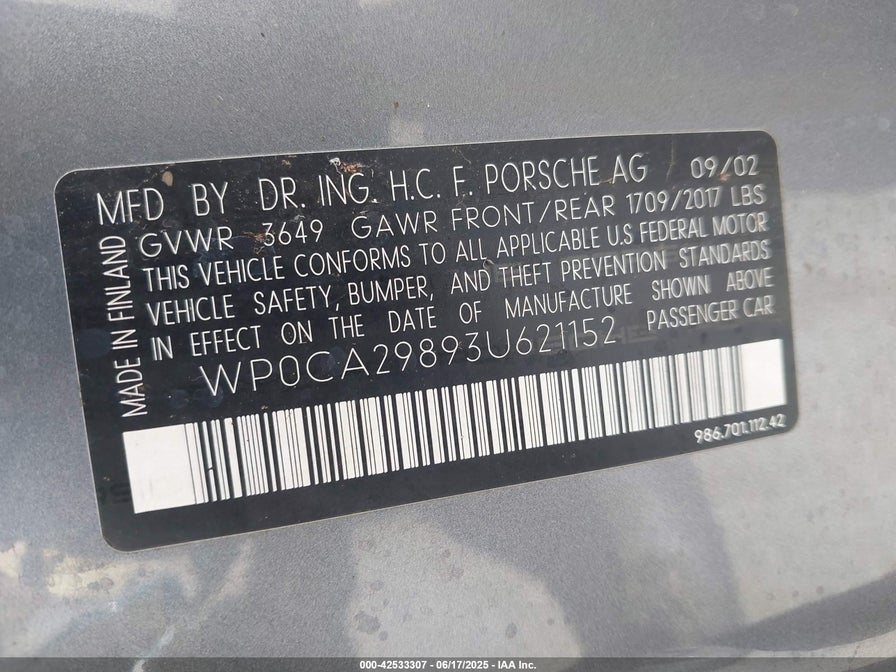 MFD BY DR. ING. H.C. F. PORSCHE AG 09/02
GVWR 3649 GAWR FRONT/REAR 1709/2017 LBS
THIS VEHICLE CONFORMS TO ALL APPLICABLE U.S FEDERAL MOTOR
VEHICLE SAFETY, BUMPER, AND THEFT PREVENTION STANDARDS
IN EFFECT ON THE DATE OF MANUFACTURE SHOWN ABOVE
WP0CA29893U621152 PASSENGER CAR
MADE IN FINLAND
986.701.112.42
000-42533307 - 06/17/2025 - IAA Inc.